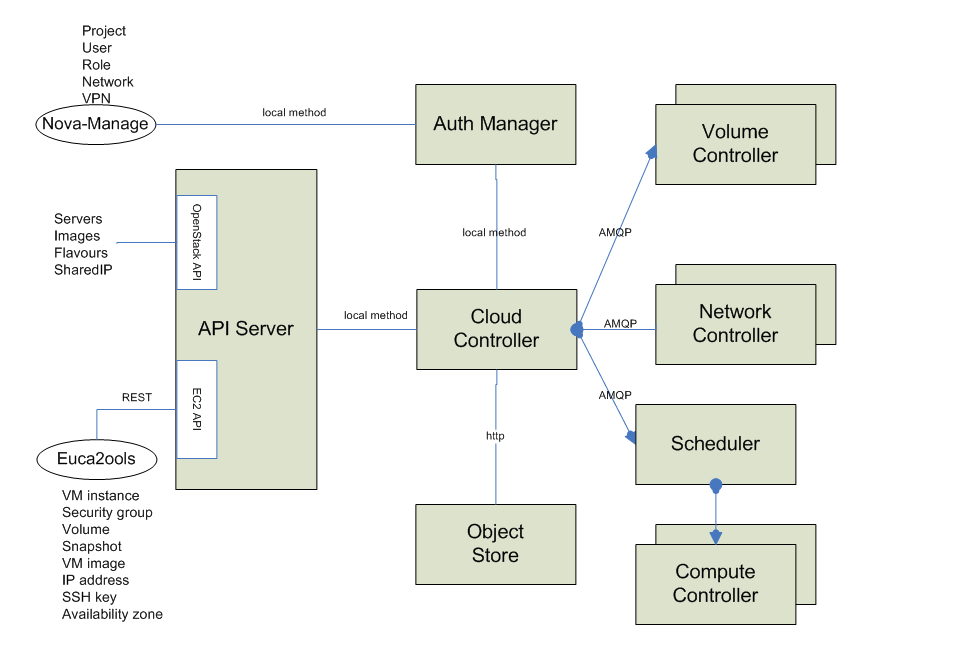 Project
User
Role
Network
VPN
Nova-Manage
local method
Auth Manager
Volume
Controller
Servers
Images
Flavours
SharedIP
OpenStack API
API Server
local method
local method
Cloud
Controller
AMQP
AMQP
AMQP
Network
Controller
REST
EC2 API
Euca2ools
VM instance
Security group
Volume
Snapshot
VM image
IP address
SSH key
Availability zone
http
Object
Store
Scheduler
Compute
Controller